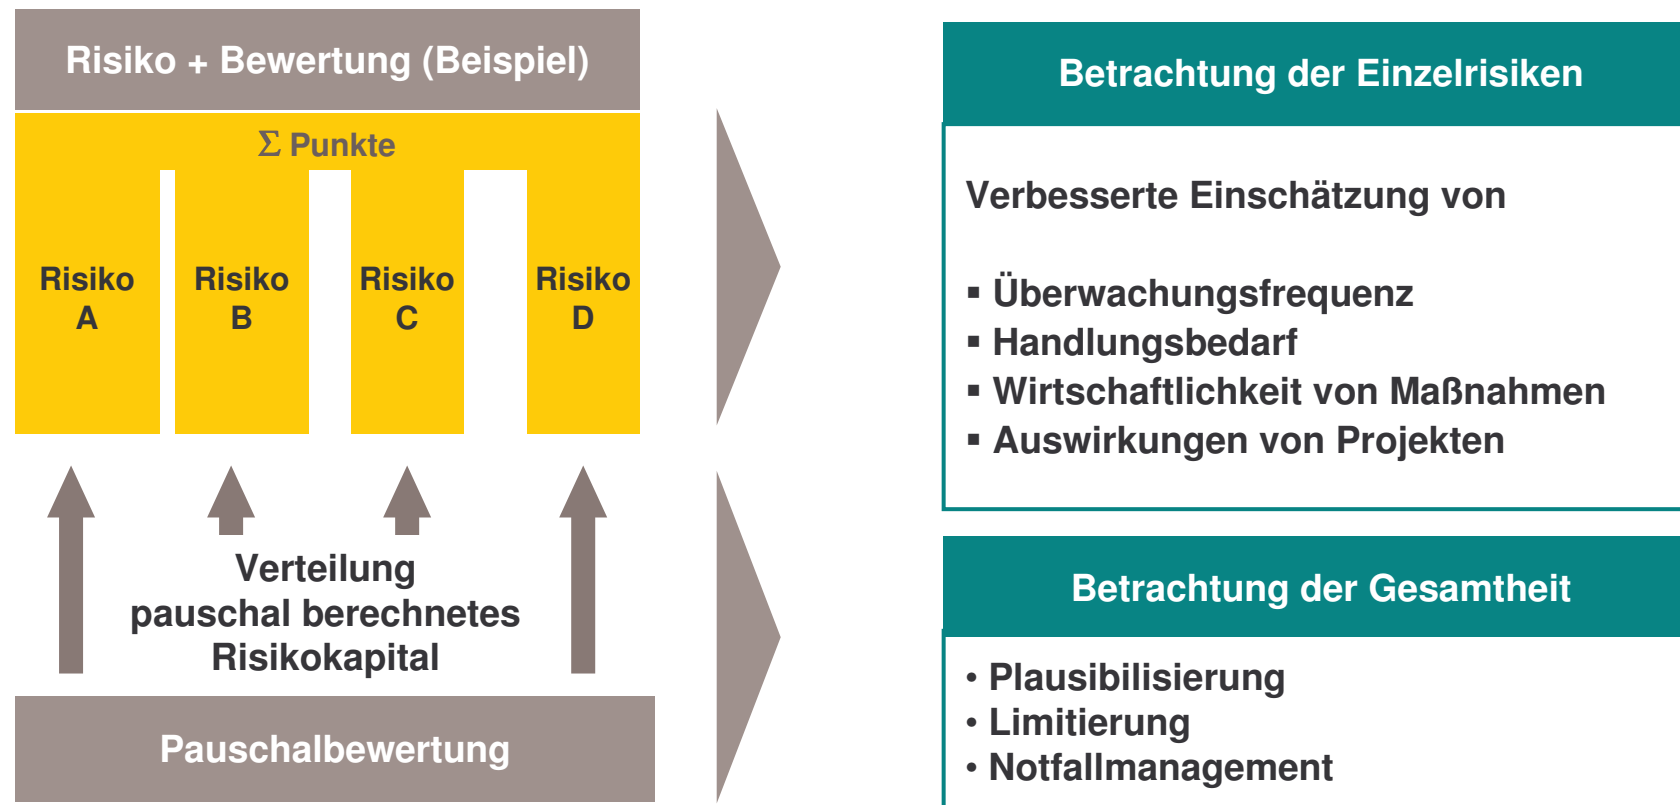 Risiko + Bewertung (Beispiel)
Σ Punkte
Risiko
A
Risiko
B
Risiko
C
Risiko
D
Verteilung
pauschal berechnetes
Risikokapital
Pauschalbewertung
Betrachtung der Einzelrisiken
Verbesserte Einschätzung von
▪ Überwachungsfrequenz
▪ Handlungsbedarf
▪ Wirtschaftlichkeit von Maßnahmen
▪ Auswirkungen von Projekten
Betrachtung der Gesamtheit
• Plausibilisierung
• Limitierung
• Notfallmanagement